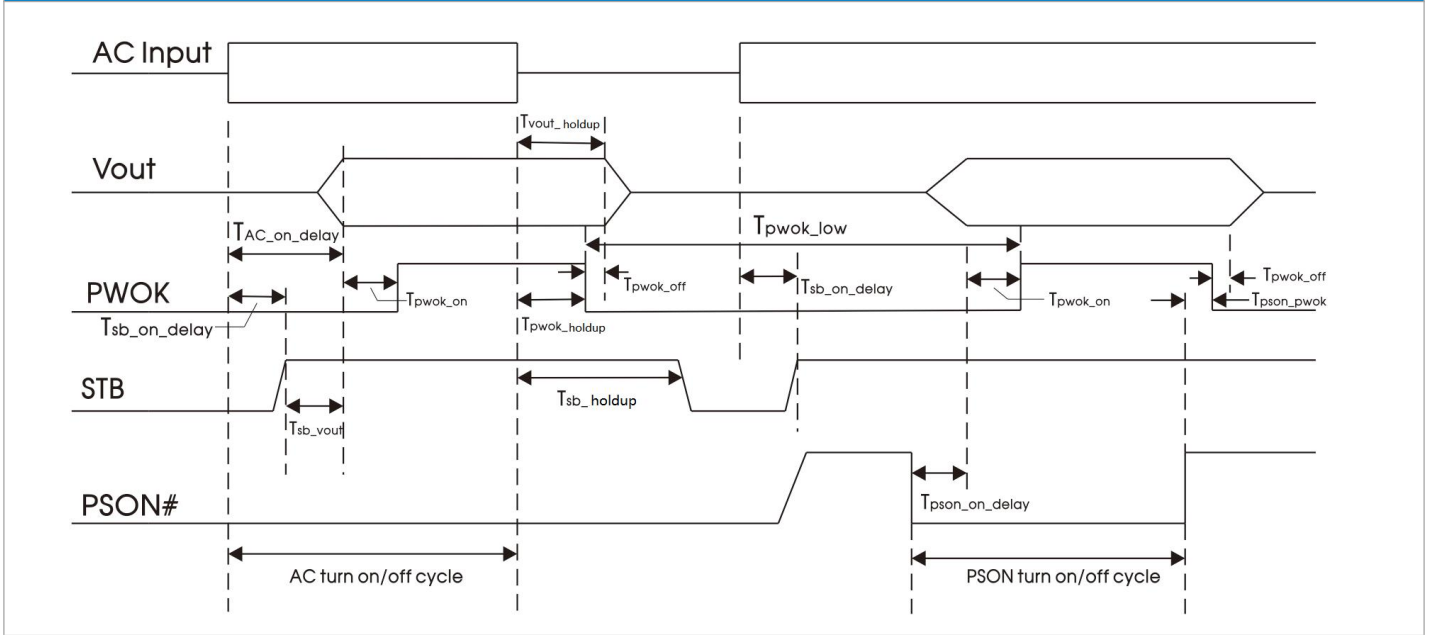 AC Input
Tvout_holdup
Vout
TAC_on_delay
Tpwok_low
PWOK
Tpwok_on
Tpwok_off
Tsb_on_delay
Tpwok_on
Tpwok_off
Tpson_pwok
Tsb_on_delay
Tpwok_holdup
STB
Tsb_holdup
Tsb_vout
PSON#
Tpson_on_delay
AC turn on/off cycle
PSON turn on/off cycle